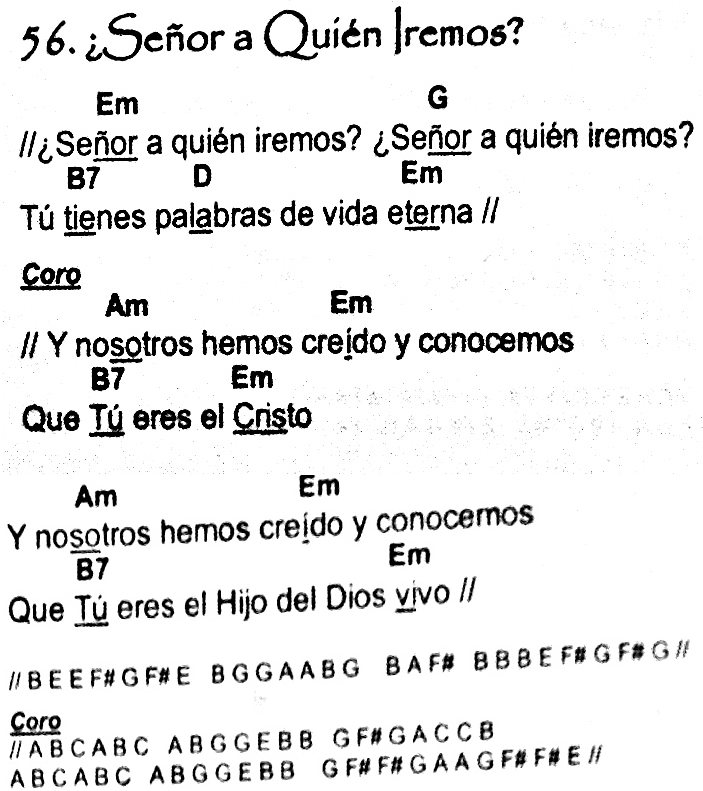 56. ¿Señor a Quién Iremos?
Em G
//¿Señor a quién iremos? ¿Señor a quién iremos?
B7 D Em
Tú tienes palabras de vida eterna //
Coro
Am Em
// Y nosotros hemos creído y conocemos
B7 Em
Que Tú eres el Cristo
Am Em
Y nosotros hemos creído y conocemos
B7 Em
Que Tú eres el Hijo del Dios vivo //
//B E E F# G F# E B G G A A B G B A F# B B B E F# G F# G //
Coro
// A B C A B C A B G G E B B G F# G A C C B
A B C A B C A B G G E B B G F# F# G A A G F# F# E //